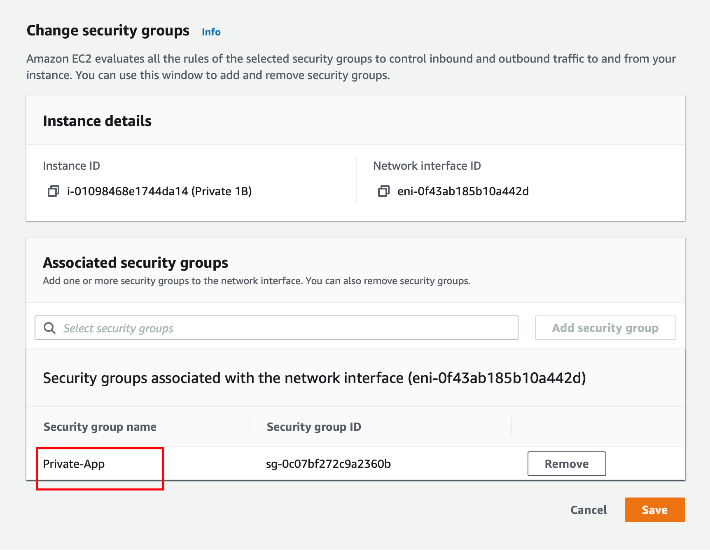 Change security groups Info
Amazon EC2 evaluates all the rules of the selected security groups to control inbound and outbound traffic to and from your
instance. You can use this window to add and remove security groups.
Instance details
Instance ID
i-01098468e1744da14 (Private 1B)
Network interface ID
eni-0f43ab185b10a442d
Associated security groups
Add one or more security groups to the network interface. You can also remove security groups.
Select security groups
Add security group
Security groups associated with the network interface (eni-0f43ab185b10a442d)
Security group name Security group ID
Private-App sg-0c07bf272c9a2360b Remove
Cancel Save